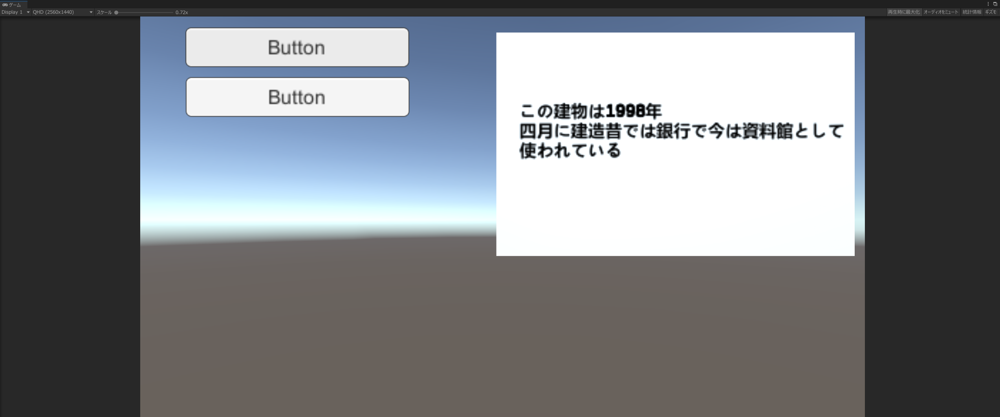 ゲーム
Display 1
QHD (2560x1440)
スケール
0.72x
再生時に最大化
オーディオをミュート
統計情報
ギズモ
Button
Button
この建物は1998年
四月に建造昔では銀行で今は資料館として
使われている